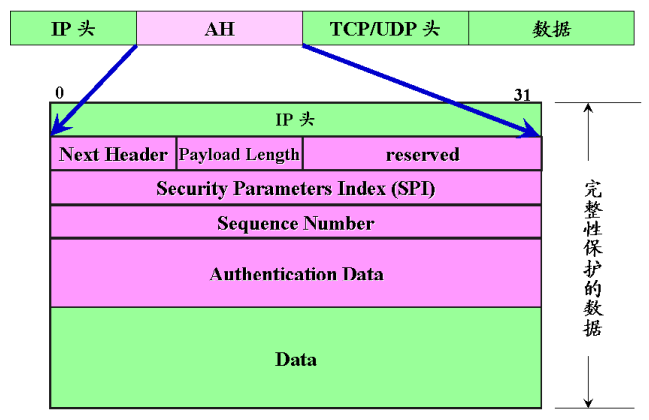 IP 头 AH TCP/UDP 头 数据
0 31
IP 头
Next Header Payload Length reserved
Security Parameters Index (SPI)
Sequence Number
Authentication Data
Data
完整性保护的数据